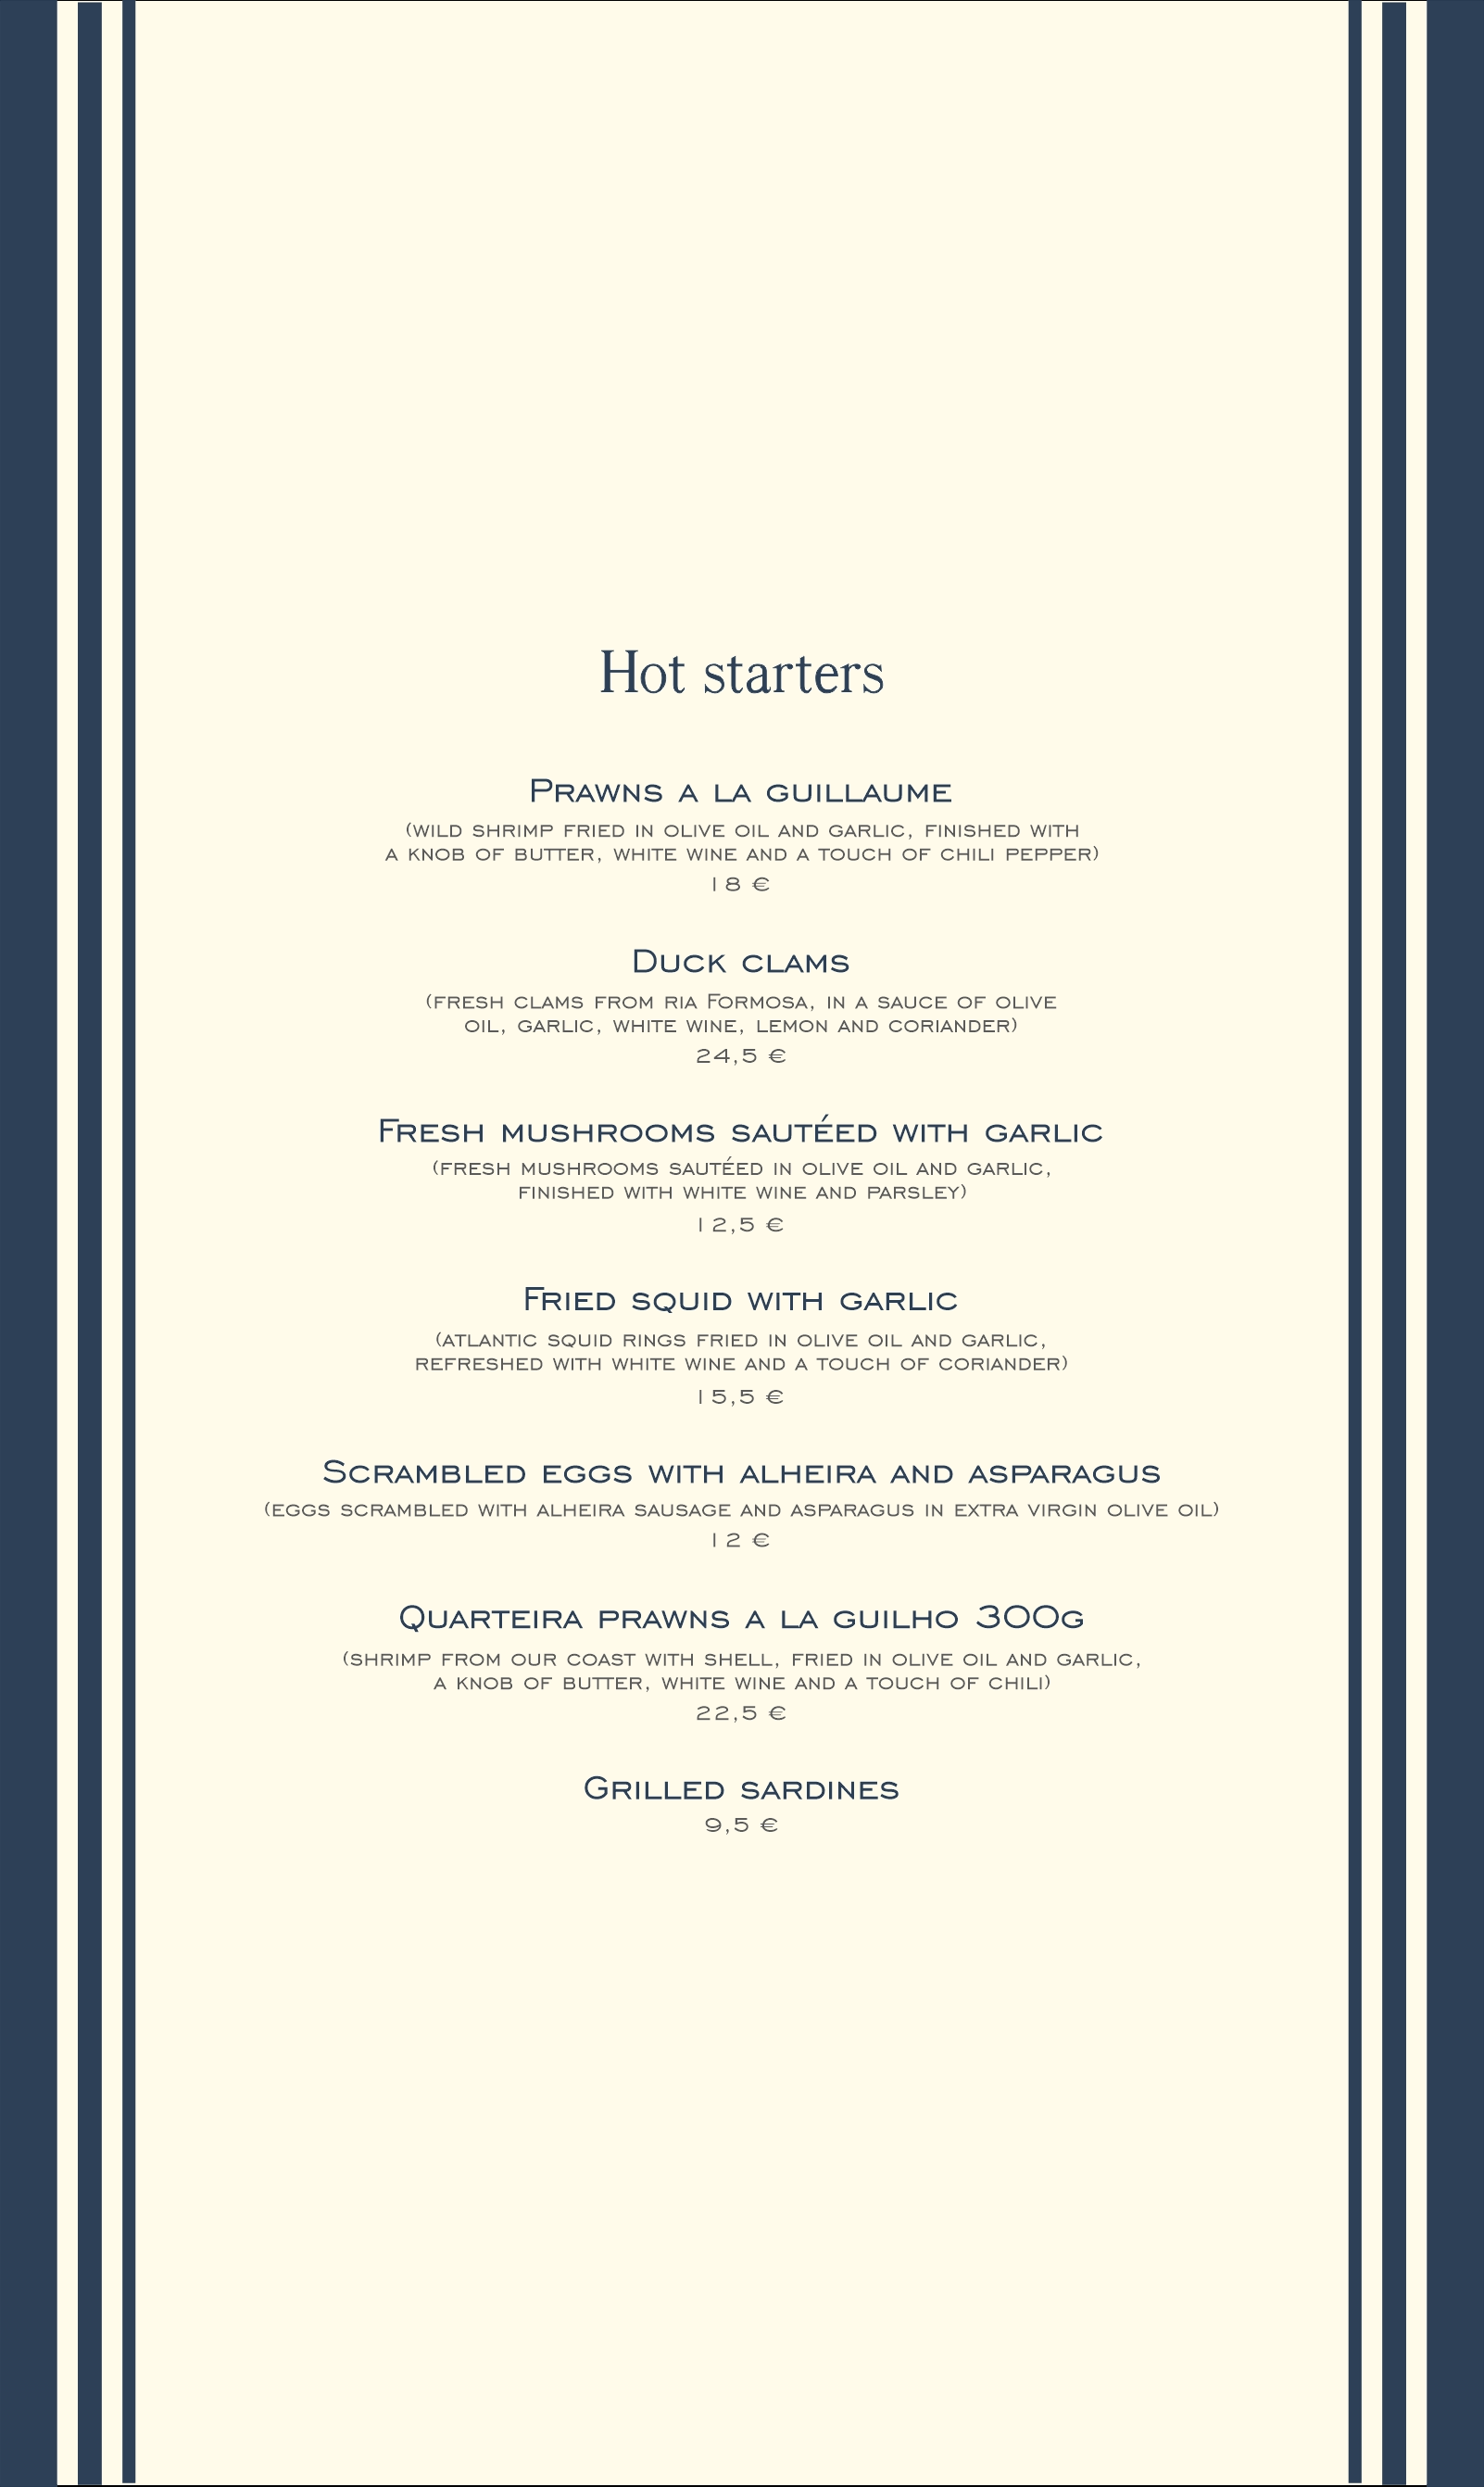 Hot starters
Prawns a la guillaume
(wild shrimp fried in olive oil and garlic, finished with
a knob of butter, white wine and a touch of chili pepper)
18 €
Duck clams
(fresh clams from ria Formosa, in a sauce of olive
oil, garlic, white wine, lemon and coriander)
24,5 €
Fresh mushrooms sautéed with garlic
(fresh mushrooms sautéed in olive oil and garlic,
finished with white wine and parsley)
12,5 €
Fried squid with garlic
(atlantic squid rings fried in olive oil and garlic,
refreshed with white wine and a touch of coriander)
15,5 €
Scrambled eggs with alheira and asparagus
(eggs scrambled with alheira sausage and asparagus in extra virgin olive oil)
12 €
Quarteira prawns a la guilho 300g
(shrimp from our coast with shell, fried in olive oil and garlic,
a knob of butter, white wine and a touch of chili)
22,5 €
Grilled sardines
9,5 €